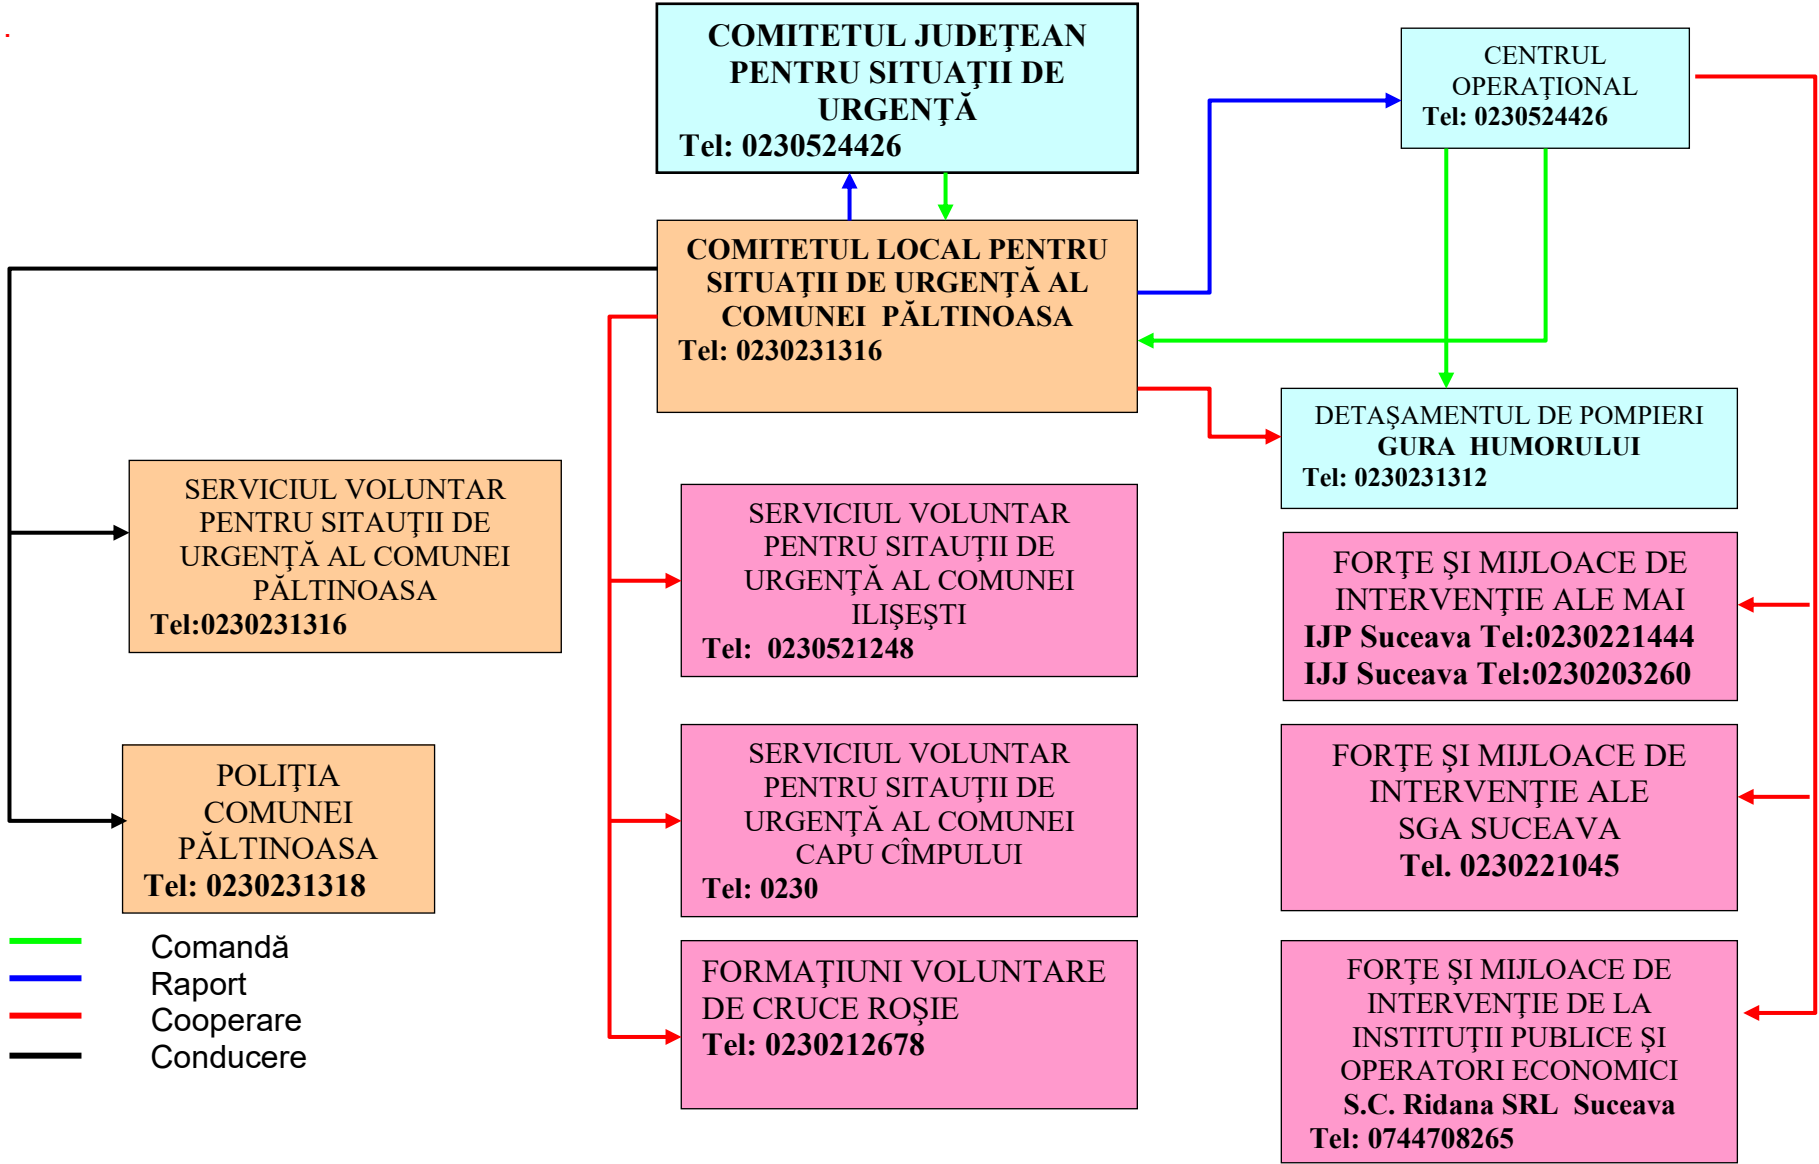 COMITETUL JUDEŢEAN
PENTRU SITUAŢII DE
URGENŢĂ
Tel: 0230524426
CENTRUL
OPERAŢIONAL
Tel: 0230524426
COMITETUL LOCAL PENTRU
SITUAŢII DE URGENŢĂ AL
COMUNEI PĂLTINOASA
Tel: 0230231316
DETAŞAMENTUL DE POMPIERI
GURA HUMORULUI
Tel: 0230231312
SERVICIUL VOLUNTAR
PENTRU SITAUŢII DE
URGENŢĂ AL COMUNEI
PĂLTINOASA
Tel:0230231316
SERVICIUL VOLUNTAR
PENTRU SITAUŢII DE
URGENŢĂ AL COMUNEI
ILIŞEŞTI
Tel: 0230521248
FORŢE ŞI MIJLOACE DE
INTERVENŢIE ALE MAI
IJP Suceava Tel:0230221444
IJJ Suceava Tel:0230203260
POLIŢIA
COMUNEI
PĂLTINOASA
Tel: 0230231318
SERVICIUL VOLUNTAR
PENTRU SITAUŢII DE
URGENŢĂ AL COMUNEI
CAPU CÎMPULUI
Tel: 0230
FORŢE ŞI MIJLOACE DE
INTERVENŢIE ALE
SGA SUCEAVA
Tel. 0230221045
FORMAŢIUNI VOLUNTARE
DE CRUCE ROŞIE
Tel: 0230212678
FORŢE ŞI MIJLOACE DE
INTERVENŢIE DE LA
INSTITUŢII PUBLICE ŞI
OPERATORI ECONOMICI
S.C. Ridana SRL Suceava
Tel: 0744708265
Comandă
Raport
Cooperare
Conducere